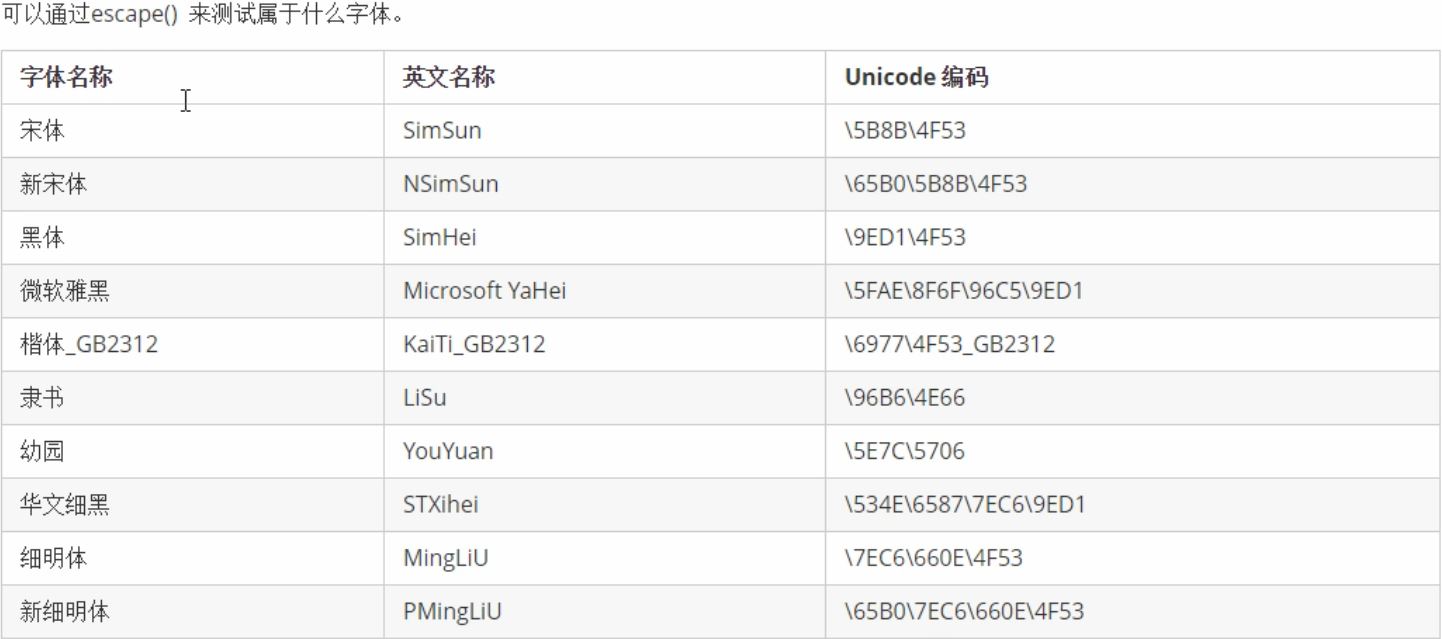 可以通过escape() 来测试属于什么字体。
字体名称 英文名称 Unicode 编码
宋体 SimSun \5B8B\4F53
新宋体 NSimSun \65B0\5B8B\4F53
黑体 SimHei \9ED1\4F53
微软雅黑 Microsoft YaHei \5FAE\8F6F\96C5\9ED1
楷体_GB2312 KaiTi_GB2312 \6977\4F53_GB2312
隶书 LiSu \96B6\4E66
幼园 YouYuan \5E7C\5706
华文细黑 STXihei \534E\6587\7EC6\9ED1
细明体 MingLiU \7EC6\660E\4F53
新细明体 PMingLiU \65B0\7EC6\660E\4F53